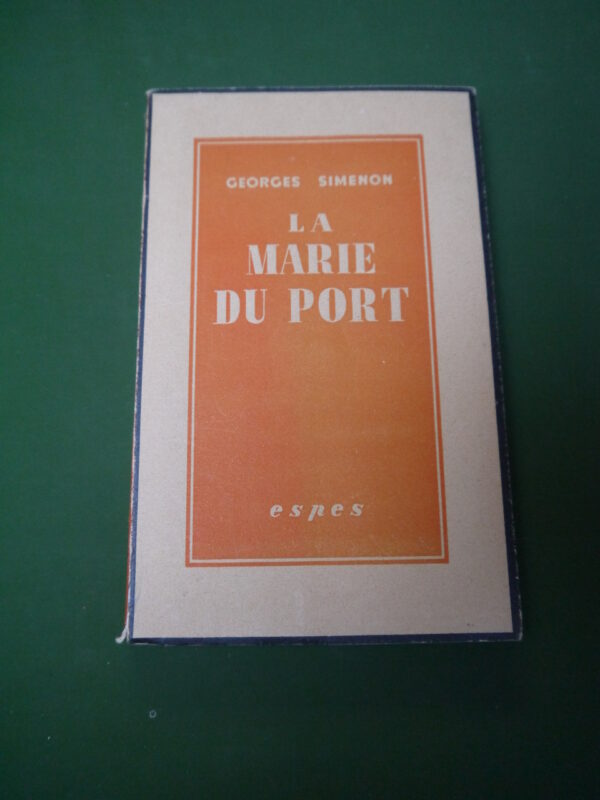 GEORGES SIMENON
LA
MARIE
DU PORT
espes